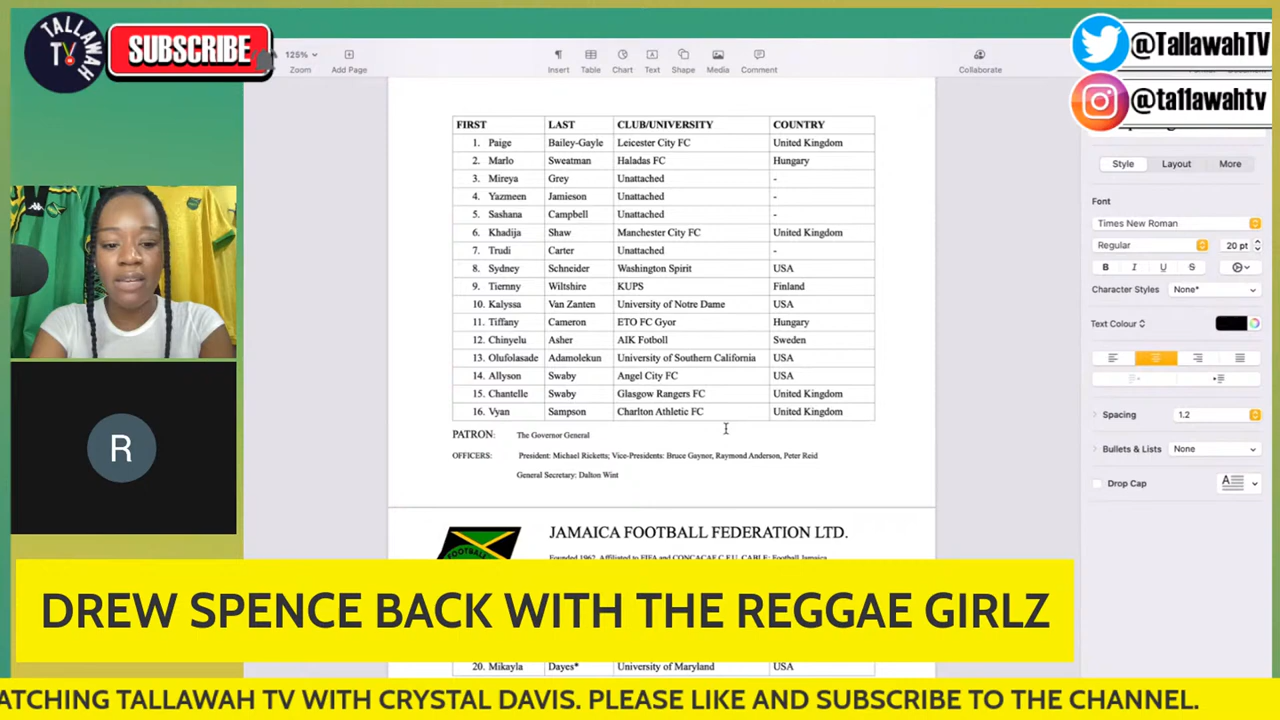 TALLAWAH
TV
SUBSCRIBE
@TallawahTV
@ta11awahtv
125%
Zoom
Add Page
Insert
Table
Chart
Text
Shape
Media
Comment
Collaborate
FIRST LAST CLUB/UNIVERSITY COUNTRY
1. Paige Bailey-Gayle Leicester City FC United Kingdom
2. Marlo Sweatman Haladas FC Hungary
3. Mireya Grey Unattached -
4. Yazmeen Jamieson Unattached -
5. Sashana Campbell Unattached -
6. Khadija Shaw Manchester City FC United Kingdom
7. Trudi Carter Unattached -
8. Sydney Schneider Washington Spirit USA
9. Tiernny Wiltshire KUPS Finland
10. Kalyssa Van Zanten University of Notre Dame USA
11. Tiffany Cameron ETO FC Gyor Hungary
12. Chinyelu Asher AIK Fotboll Sweden
13. Olufolasade Adamolekun University of Southern California USA
14. Allyson Swaby Angel City FC USA
15. Chantelle Swaby Glasgow Rangers FC United Kingdom
16. Vyan Sampson Charlton Athletic FC United Kingdom
PATRON: The Governor General
OFFICERS: President: Michael Ricketts; Vice-Presidents: Bruce Gaynor, Raymond Anderson, Peter Reid
General Secretary: Dalton Wint
FOOTBALL
JAMAICA FOOTBALL FEDERATION LTD.
20. Mikayla Dayes* University of Maryland USA
Style Layout More
Font
Times New Roman
Regular 20 pt
B I U S
Character Styles None*
Text Colour
Spacing 1.2
Bullets & Lists None
Drop Cap
R
DREW SPENCE BACK WITH THE REGGAE GIRLZ
ATCHING TALLAWAH TV WITH CRYSTAL DAVIS. PLEASE LIKE AND SUBSCRIBE TO THE CHANNEL.